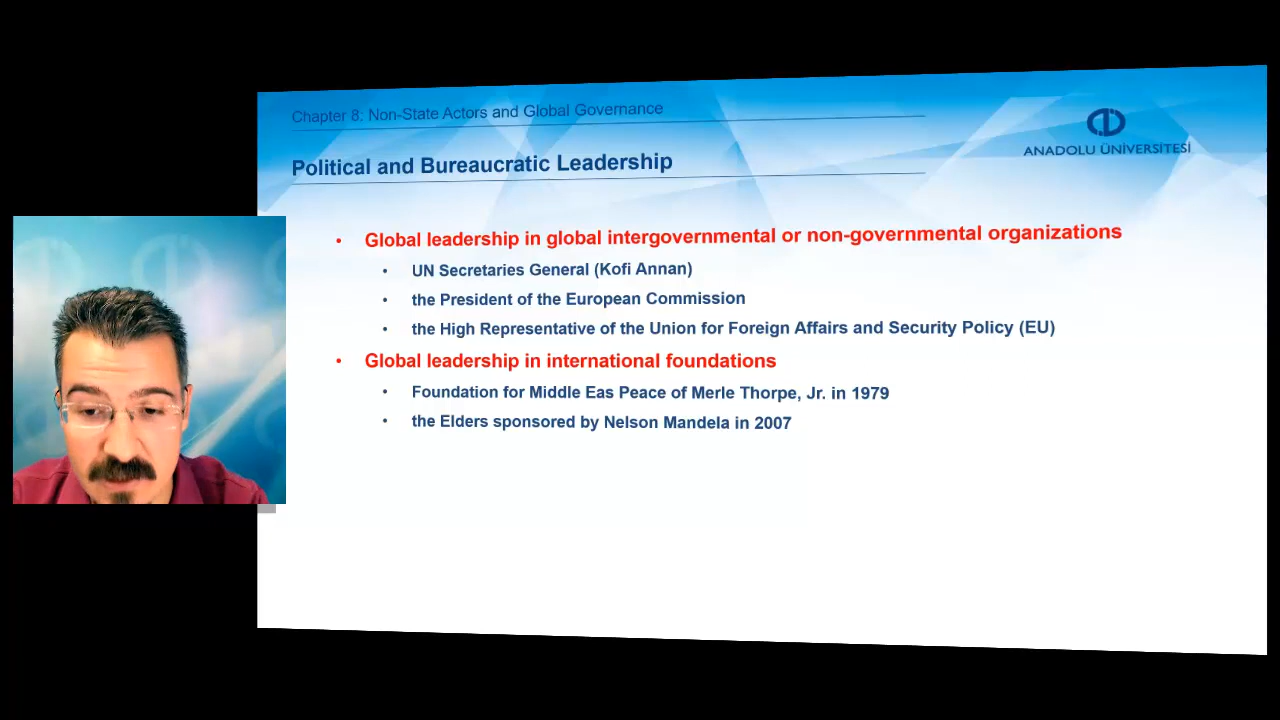 Chapter 8: Non-State Actors and Global Governance
ANADOLU ÜNİVERSİTESİ
Political and Bureaucratic Leadership
• Global leadership in global intergovernmental or non-governmental organizations
• UN Secretaries General (Kofi Annan)
• the President of the European Commission
• the High Representative of the Union for Foreign Affairs and Security Policy (EU)
• Global leadership in international foundations
• Foundation for Middle Eas Peace of Merle Thorpe, Jr. in 1979
• the Elders sponsored by Nelson Mandela in 2007